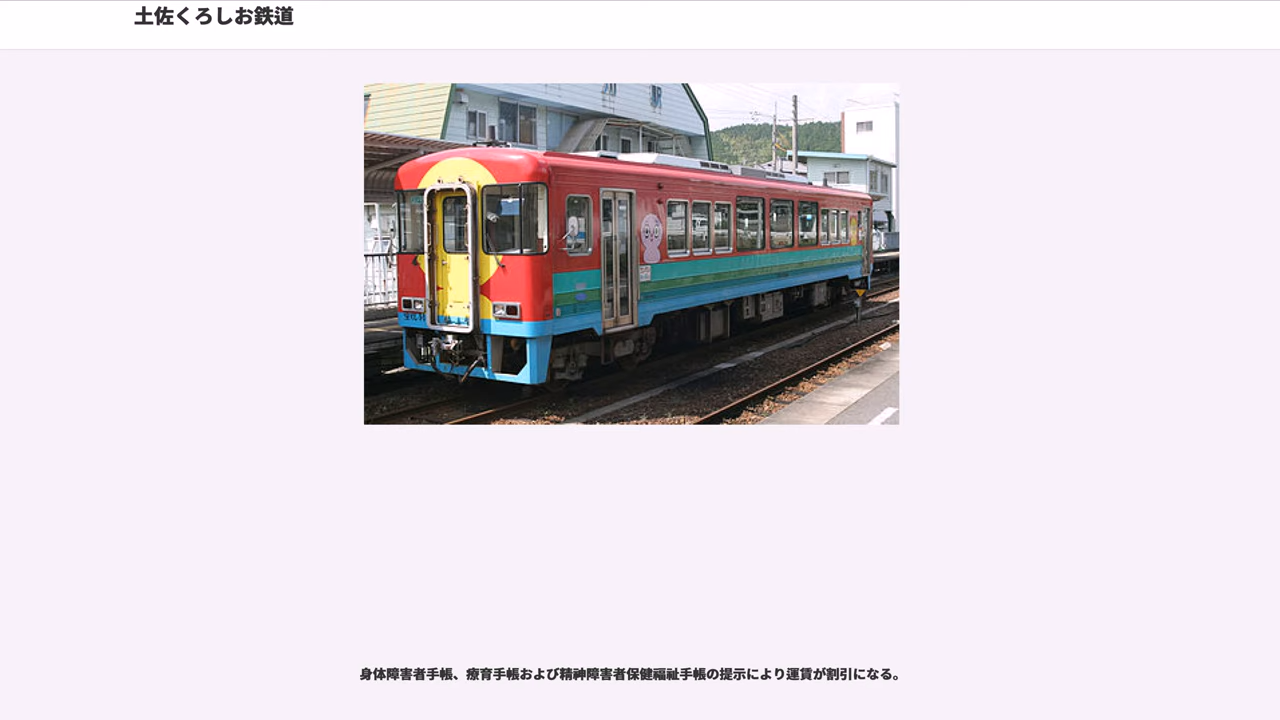 土佐くろしお鉄道
身体障害者手帳、療育手帳および精神障害者保健福祉手帳の提示により運賃が割引になる。